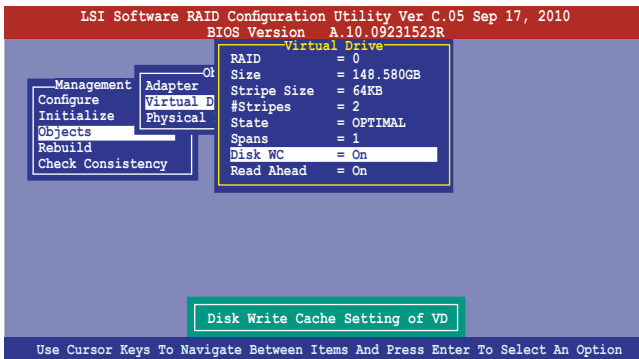 LSI Software RAID Configuration Utility Ver C.05 Sep 17, 2010
BIOS Version A.10.09231523R
Virtual Drive
RAID = 0
Size = 148.580GB
Stripe Size = 64KB
#Stripes = 2
State = OPTIMAL
Spans = 1
Disk WC = On
Read Ahead = On
Ob
Adapter
Virtual D
Physical
Management
Configure
Initialize
Objects
Rebuild
Check Consistency
Disk Write Cache Setting of VD
Use Cursor Keys To Navigate Between Items And Press Enter To Select An Option